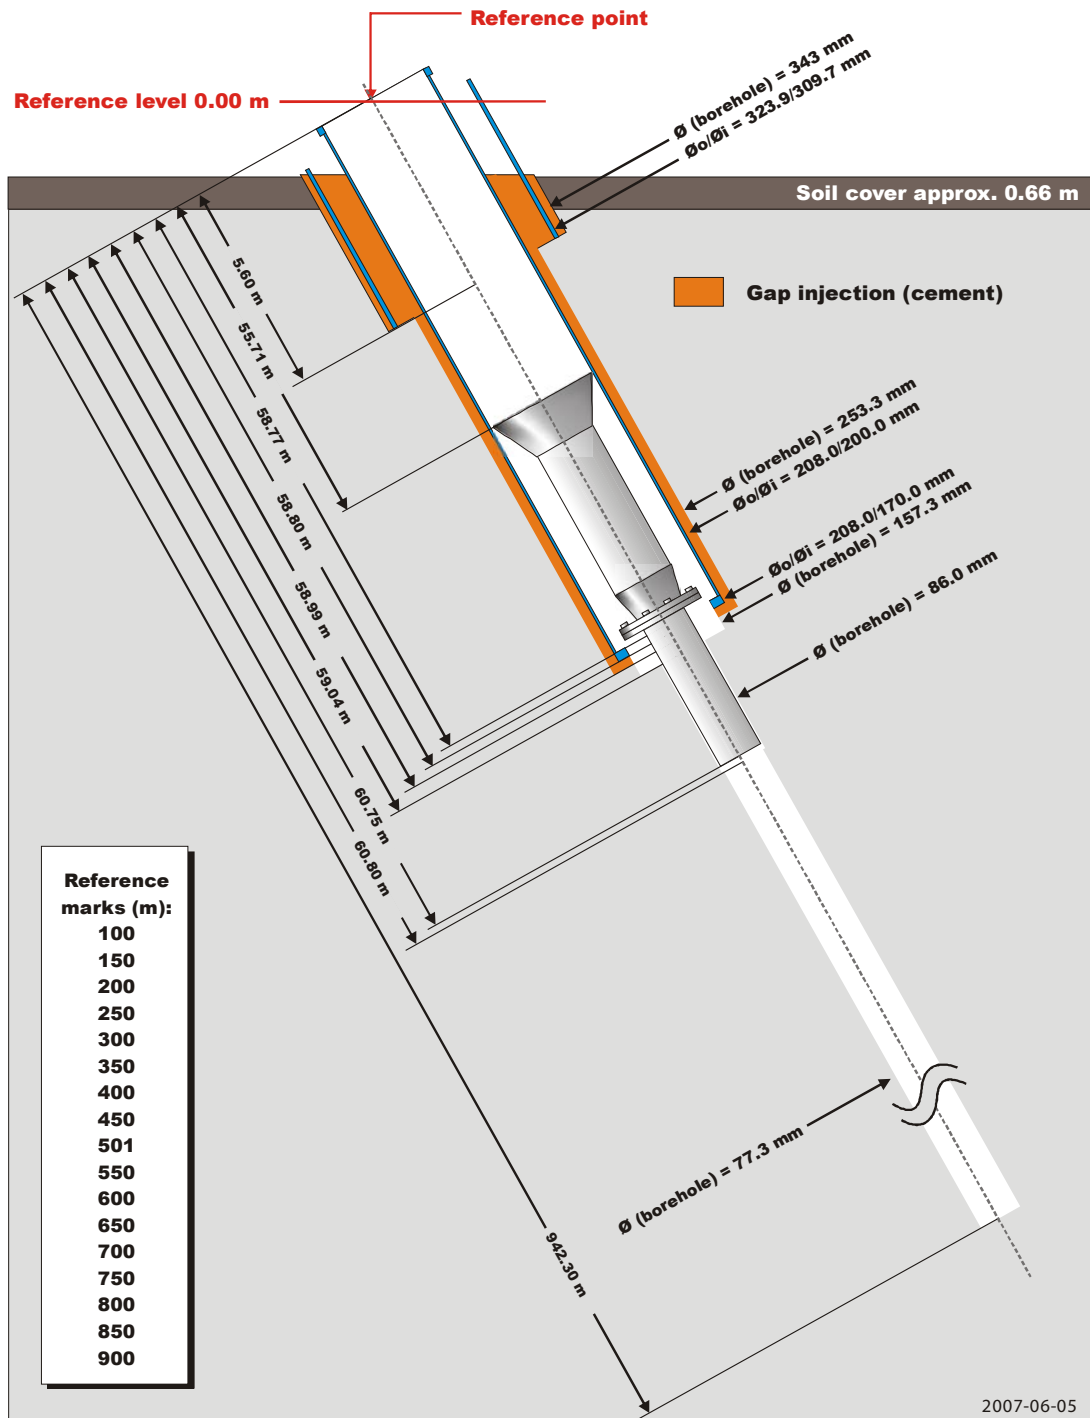 Reference point
Reference level 0.00 m
Ø (borehole) = 343 mm
Øo/Øi = 323.9/309.7 mm
Soil cover approx. 0.66 m
Gap injection (cement)
5.60 m
55.71 m
58.77 m
58.80 m
58.99 m
59.04 m
60.75 m
60.80 m
942.30 m
Ø (borehole) = 253.3 mm
Øo/Øi = 208.0/200.0 mm
Øo/Øi = 208.0/170.0 mm
Ø (borehole) = 157.3 mm
Ø (borehole) = 86.0 mm
Ø (borehole) = 77.3 mm
Reference
marks (m):
100
150
200
250
300
350
400
450
501
550
600
650
700
750
800
850
900
2007-06-05